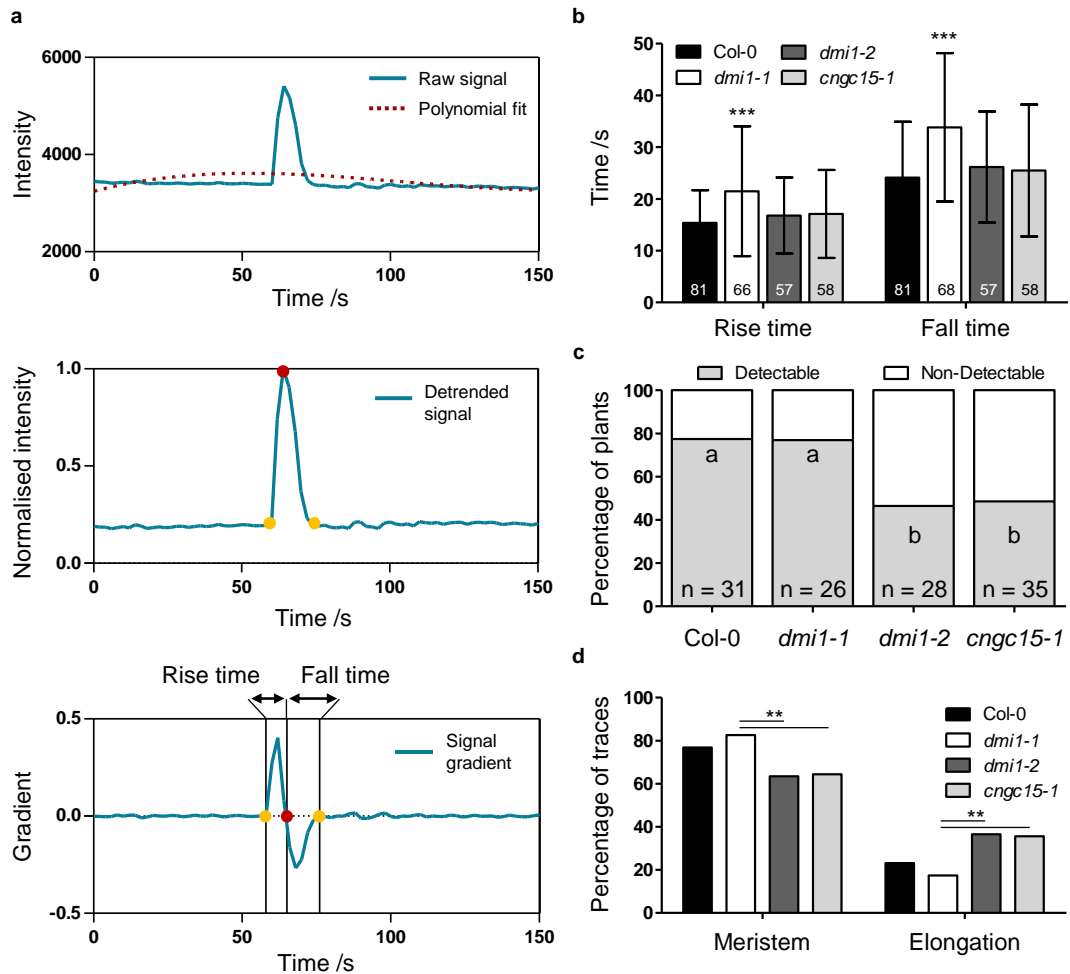 a
6000
4000
2000
Intensity
Raw signal
Polynomial fit
0
50
100
150
Time /s
1.0
0.5
0.0
Normalised intensity
Detrended
signal
0
50
100
150
Time /s
Rise time
Fall time
0.5
0.0
-0.5
Gradient
Signal
gradient
0
50
100
150
Time /s
b
50
40
30
20
10
0
Time /s
Col-0
dmi1-1
dmi1-2
cngc15-1
***
***
81
66
57
58
81
68
57
58
Rise time
Fall time
c
Detectable
Non-Detectable
100
80
60
40
20
0
Percentage of plants
a
a
b
b
n = 31
n = 26
n = 28
n = 35
Col-0
dmi1-1
dmi1-2
cngc15-1
d
100
80
60
40
20
0
Percentage of traces
**
**
Col-0
dmi1-1
dmi1-2
cngc15-1
Meristem
Elongation